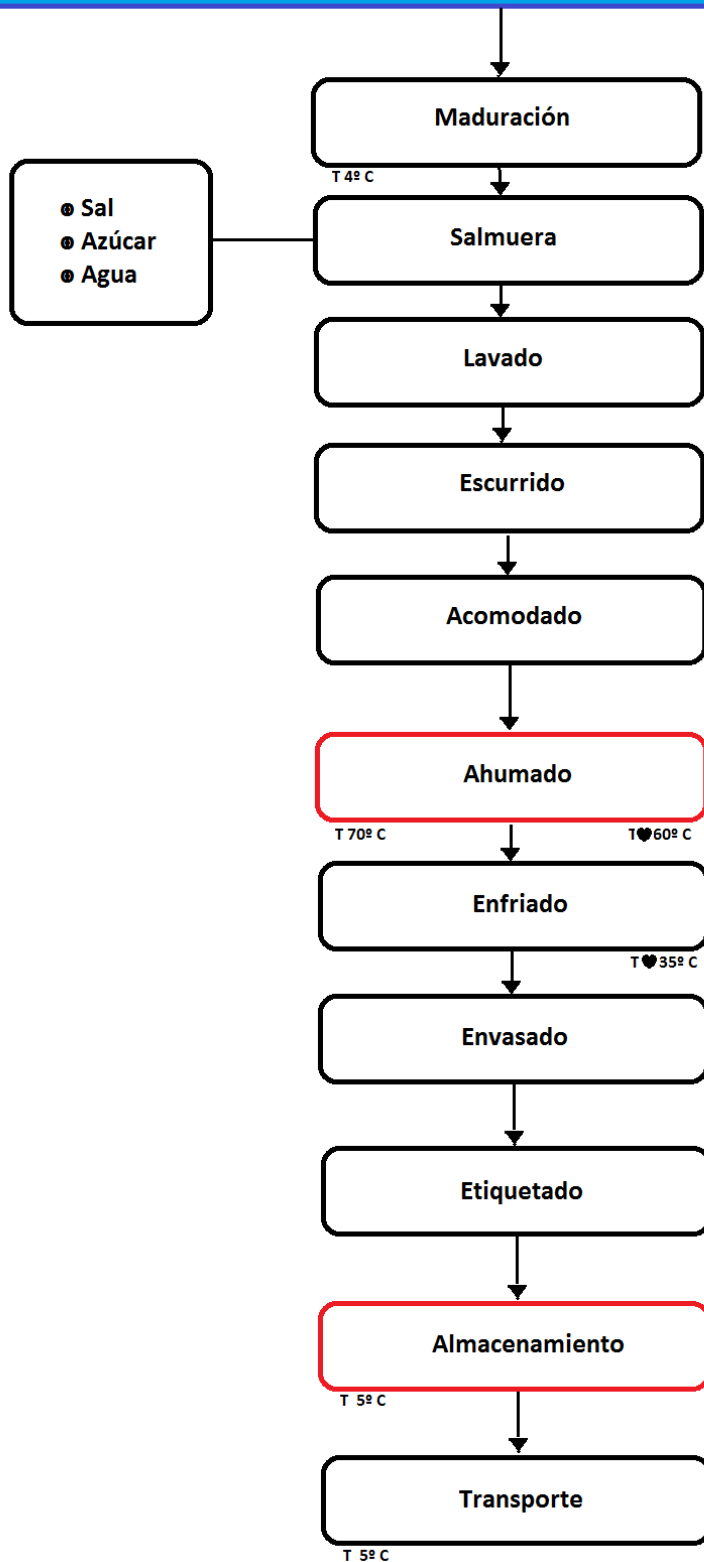 Maduración
T 4º C
• Sal
• Azúcar
• Agua
Salmuera
Lavado
Escurrido
Acomodado
Ahumado
T 70º C
T♥60º C
Enfriado
T♥35º C
Envasado
Etiquetado
Almacenamiento
T 5º C
Transporte
T 5º C